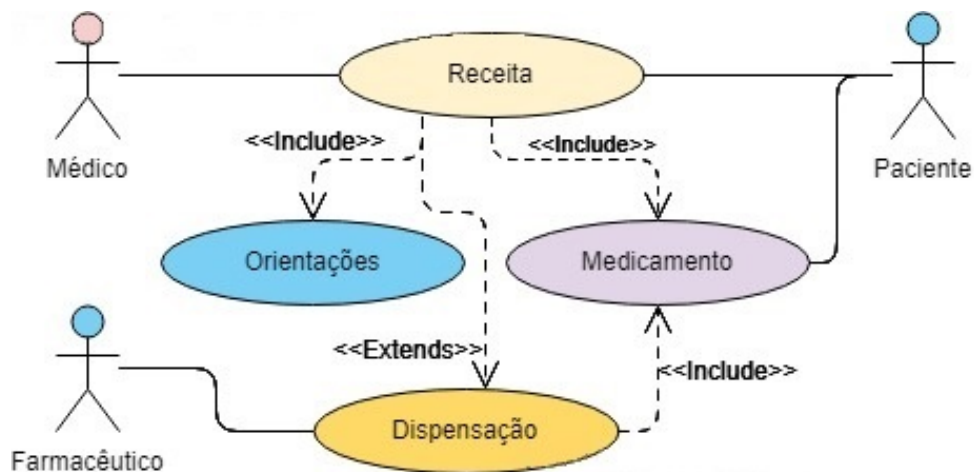 Receita
Médico
Paciente
<<Include>>
<<Include>>
Orientações
Medicamento
<<Extends>>
<<Include>>
Dispensação
Farmacêutico